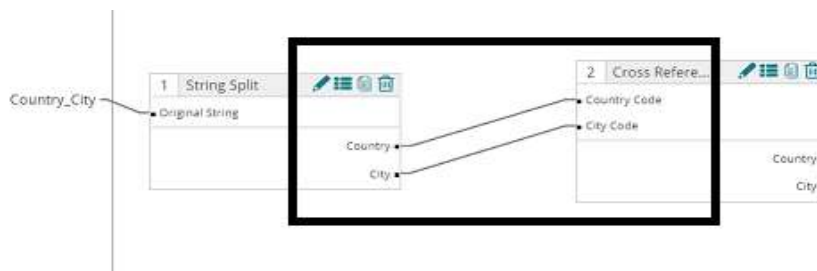 Country_City
1 String Split
Original String
Country
City
2 Cross Refere...
Country Code
City Code
Country
City